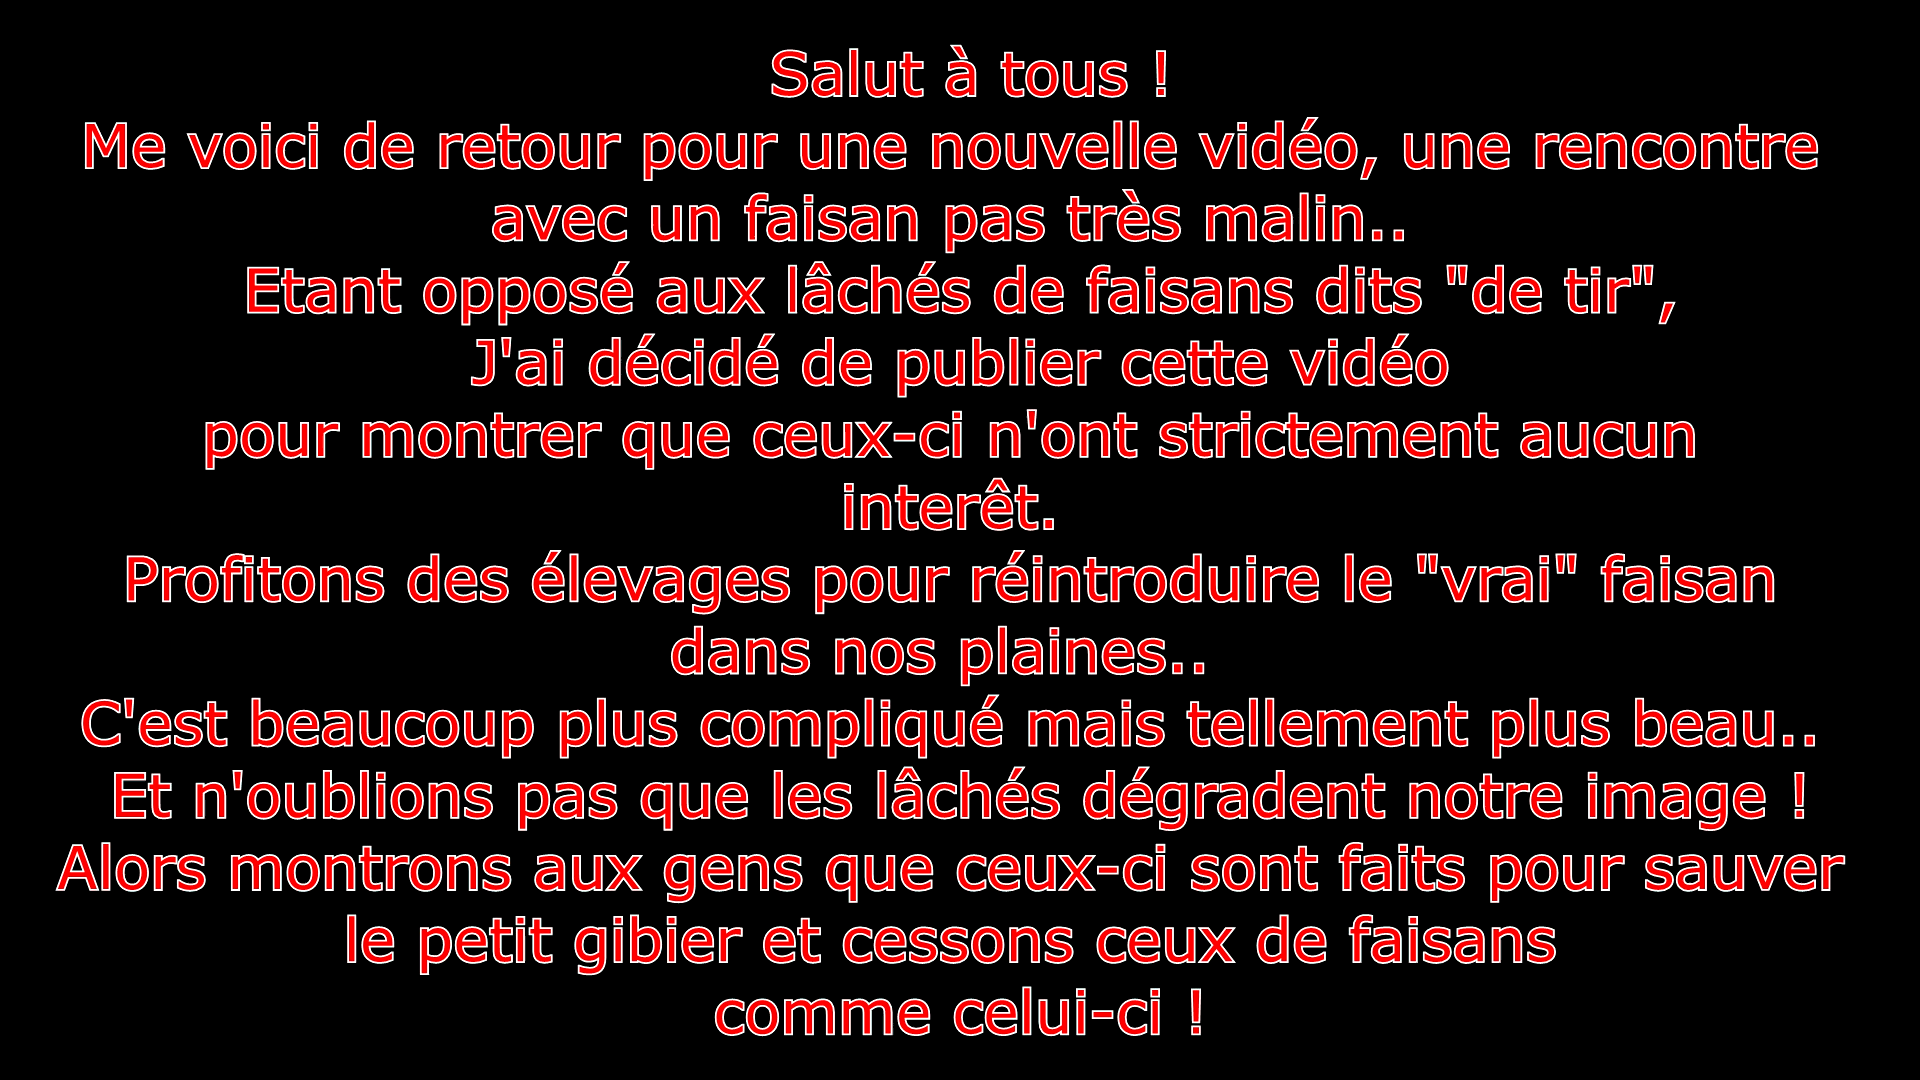 Salut à tous !
Me voici de retour pour une nouvelle vidéo, une rencontre
avec un faisan pas très malin..
Etant opposé aux lâchés de faisans dits "de tir",
J'ai décidé de publier cette vidéo
pour montrer que ceux-ci n'ont strictement aucun
interêt.
Profitons des élevages pour réintroduire le "vrai" faisan
dans nos plaines..
C'est beaucoup plus compliqué mais tellement plus beau..
Et n'oublions pas que les lâchés dégradent notre image !
Alors montrons aux gens que ceux-ci sont faits pour sauver
le petit gibier et cessons ceux de faisans
comme celui-ci !